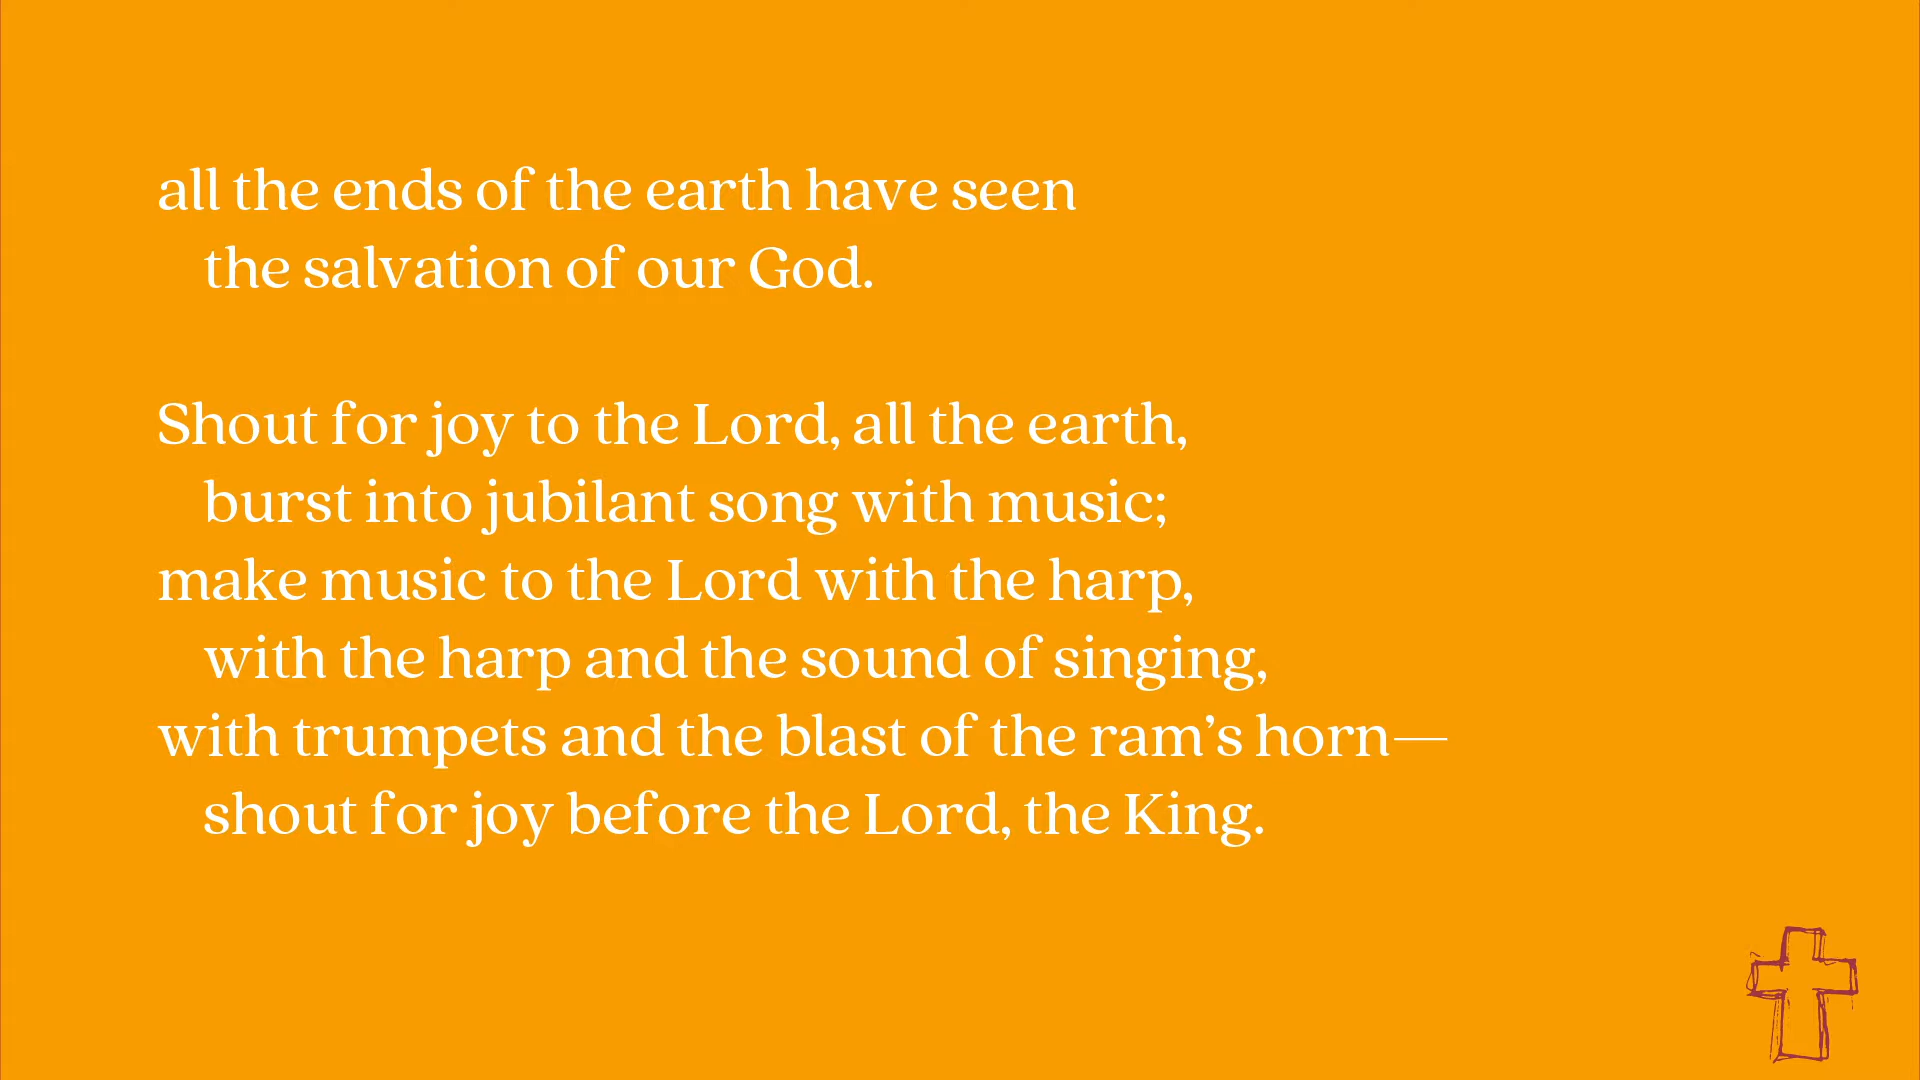 all the ends of the earth have seen
the salvation of our God.
Shout for joy to the Lord, all the earth,
burst into jubilant song with music;
make music to the Lord with the harp,
with the harp and the sound of singing,
with trumpets and the blast of the ram’s horn—
shout for joy before the Lord, the King.